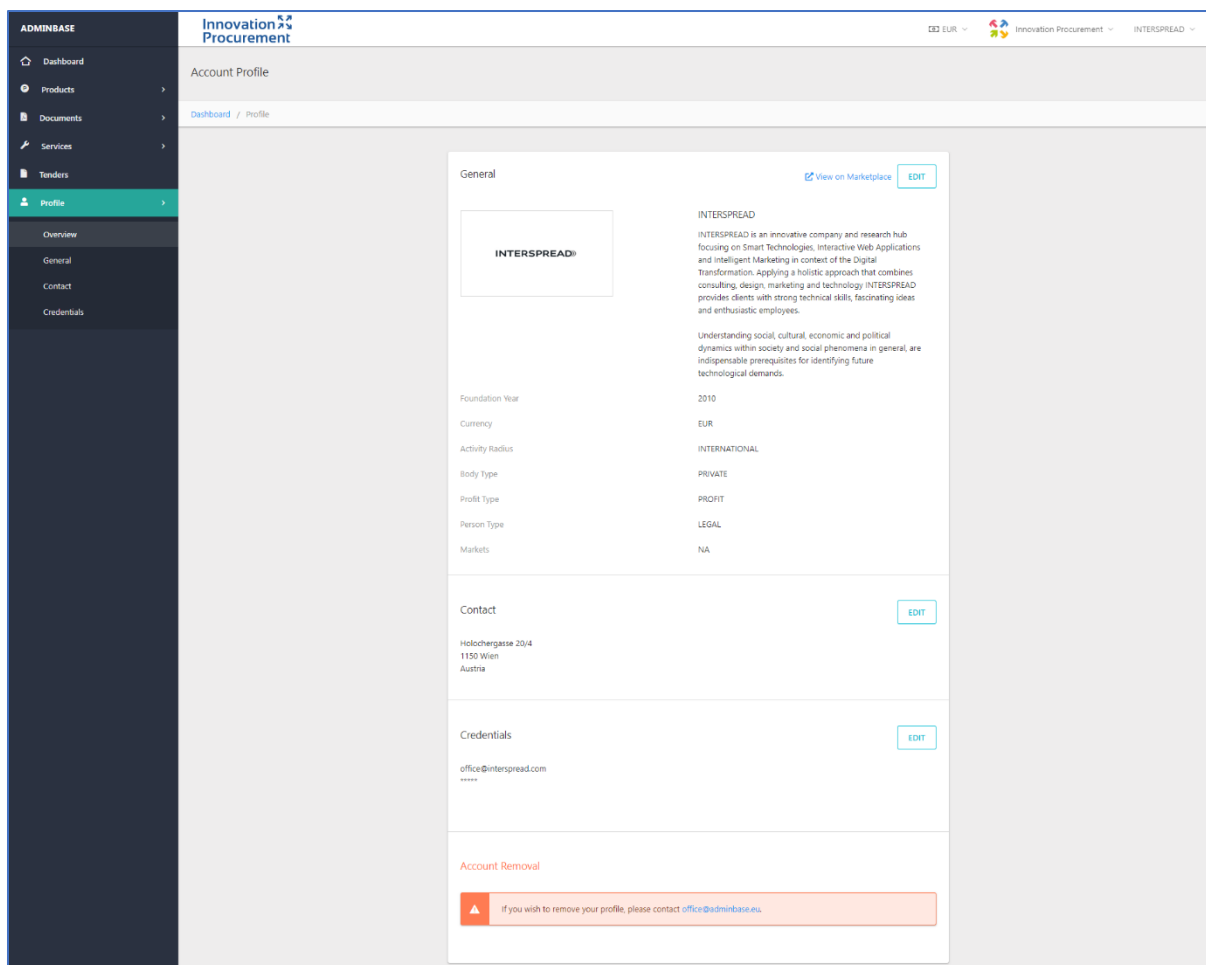 ADMINBASE
Innovation
Procurement
EUR
Innovation Procurement
INTERSPREAD
Dashboard
Products
Documents
Services
Tenders
Profile
Overview
General
Contact
Credentials
Account Profile
Dashboard / Profile
General
View on Marketplace
EDIT
INTERSPREAD
INTERSPREAD
INTERSPREAD is an innovative company and research hub
focusing on Smart Technologies, Interactive Web Applications
and Intelligent Marketing in context of the Digital
Transformation. Applying a holistic approach that combines
consulting, design, marketing and technology INTERSPREAD
provides clients with strong technical skills, fascinating ideas
and enthusiastic employees.
Understanding social, cultural, economic and political
dynamics within society and social phenomena in general, are
indispensable prerequisites for identifying future
technological demands.
Foundation Year 2010
Currency EUR
Activity Radius INTERNATIONAL
Body Type PRIVATE
Profit Type PROFIT
Person Type LEGAL
Markets NA
Contact
EDIT
Holochergasse 20/4
1150 Wien
Austria
Credentials
EDIT
office@interspread.com
*****
Account Removal
If you wish to remove your profile, please contact office@adminbase.eu.